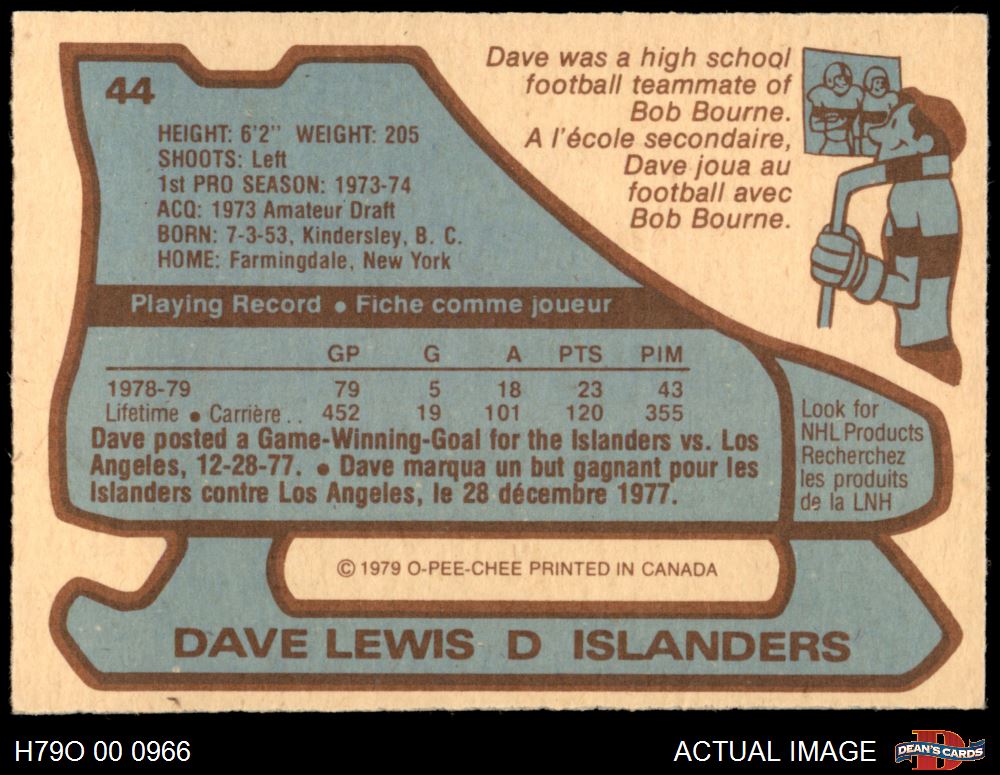 44
HEIGHT: 6'2" WEIGHT: 205
SHOOTS: Left
1st PRO SEASON: 1973-74
ACQ: 1973 Amateur Draft
BORN: 7-3-53, Kindersley, B. C.
HOME: Farmingdale, New York
Dave was a high school
football teammate of
Bob Bourne.
A l'école secondaire,
Dave joua au
football avec
Bob Bourne.
Playing Record • Fiche comme joueur
GP G A PTS PIM
1978-79 79 5 18 23 43
Lifetime • Carrière .. 452 19 101 120 355
Dave posted a Game-Winning-Goal for the Islanders vs. Los
Angeles, 12-28-77. • Dave marqua un but gagnant pour les
Islanders contre Los Angeles, le 28 décembre 1977.
Look for
NHL Products
Recherchez
les produits
de la LNH
© 1979 O-PEE-CHEE PRINTED IN CANADA
DAVE LEWIS D ISLANDERS
H79O 00 0966
ACTUAL IMAGE
D
DEAN'S CARDS